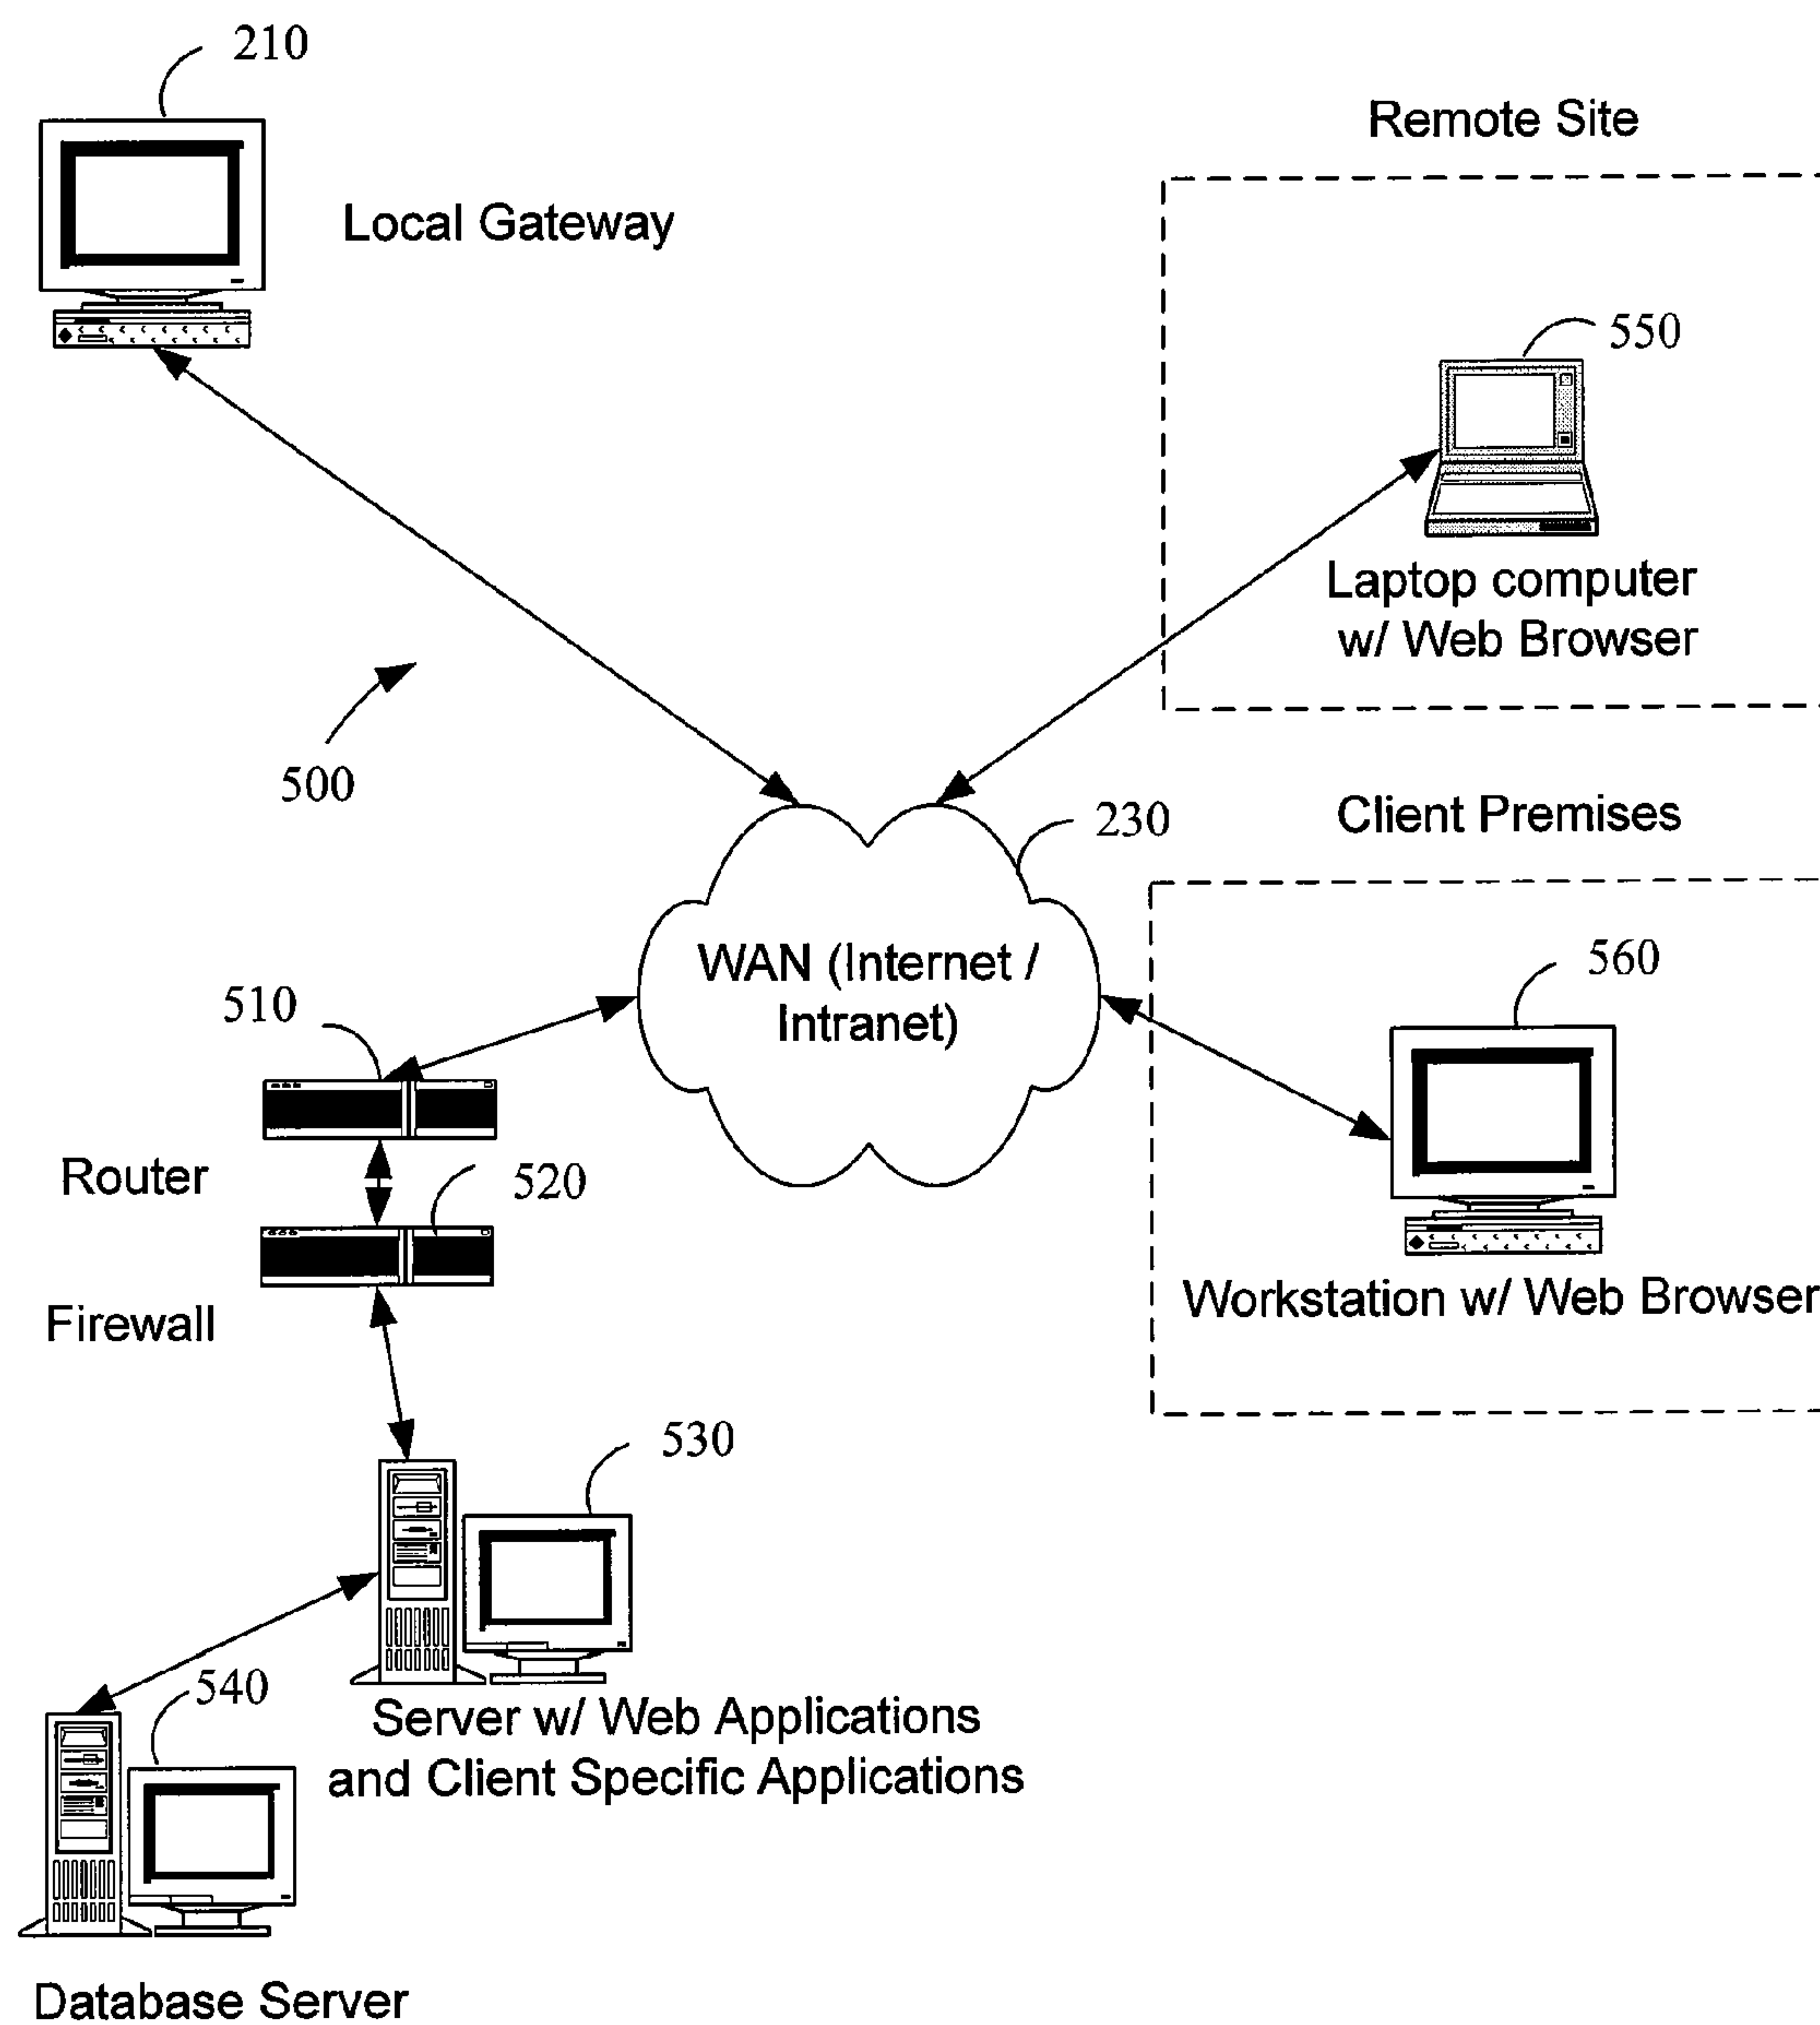 210
Remote Site
Local Gateway
550
Laptop computer
w/ Web Browser
500
230
Client Premises
WAN (Internet /
Intranet)
560
510
Router
520
Workstation w/ Web Browser
Firewall
530
540
Server w/ Web Applications
and Client Specific Applications
Database Server